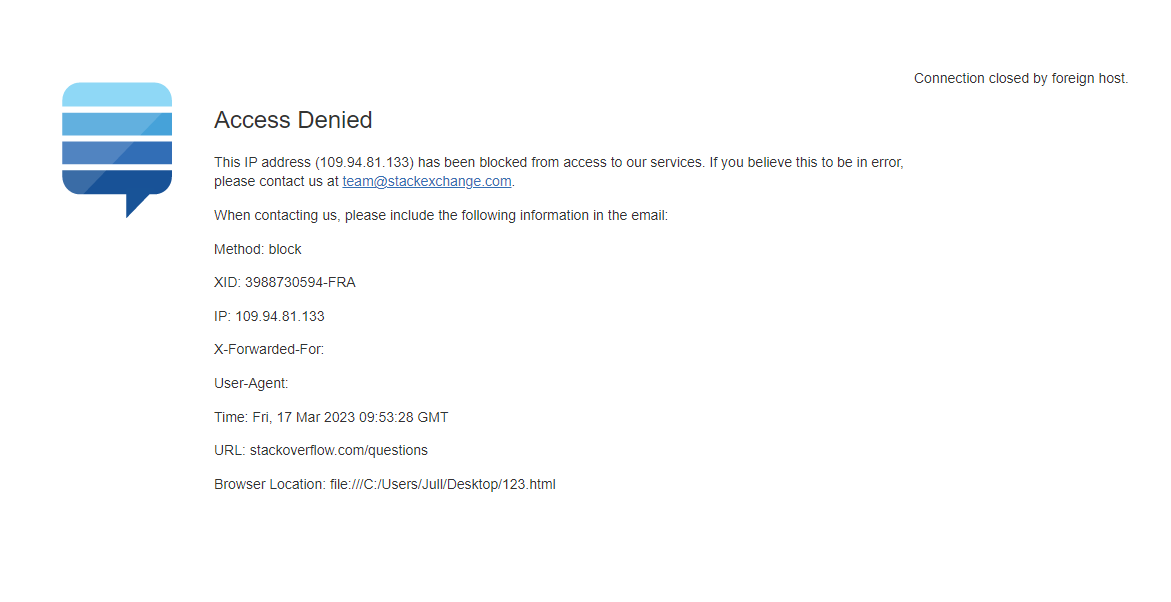 Connection closed by foreign host.
Access Denied
This IP address (109.94.81.133) has been blocked from access to our services. If you believe this to be in error,
please contact us at team@stackexchange.com.
When contacting us, please include the following information in the email:
Method: block
XID: 3988730594-FRA
IP: 109.94.81.133
X-Forwarded-For:
User-Agent:
Time: Fri, 17 Mar 2023 09:53:28 GMT
URL: stackoverflow.com/questions
Browser Location: file:///C:/Users/Jull/Desktop/123.html